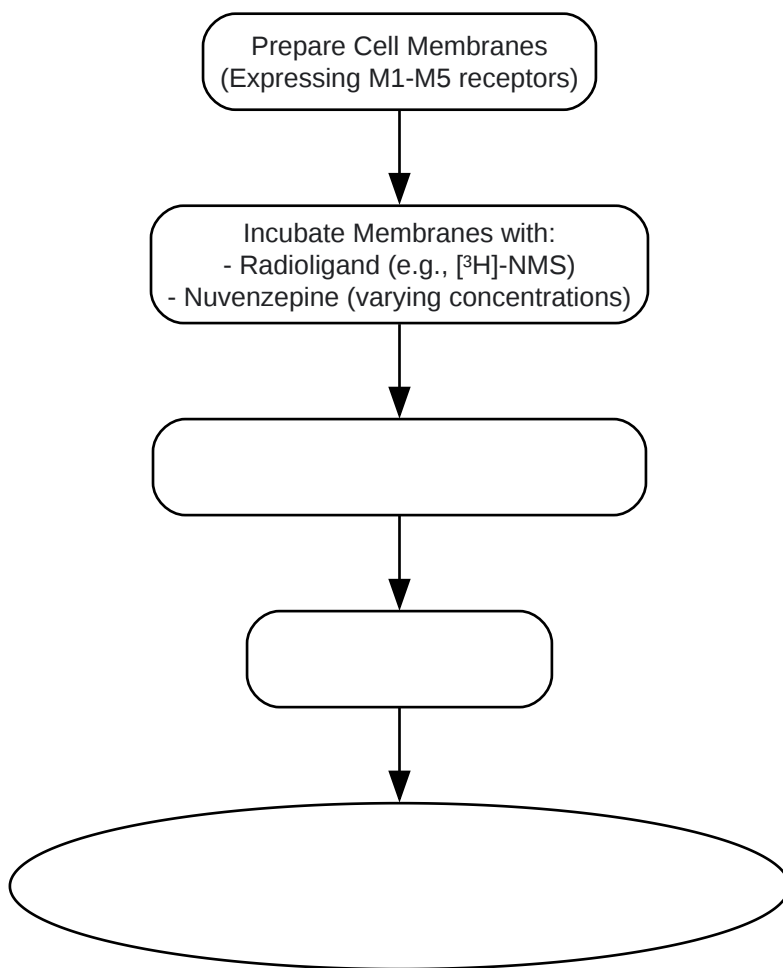 Prepare Cell Membranes
(Expressing M1-M5 receptors)
Incubate Membranes with:
- Radioligand (e.g., [³H]-NMS)
- Nuvenzepine (varying concentrations)